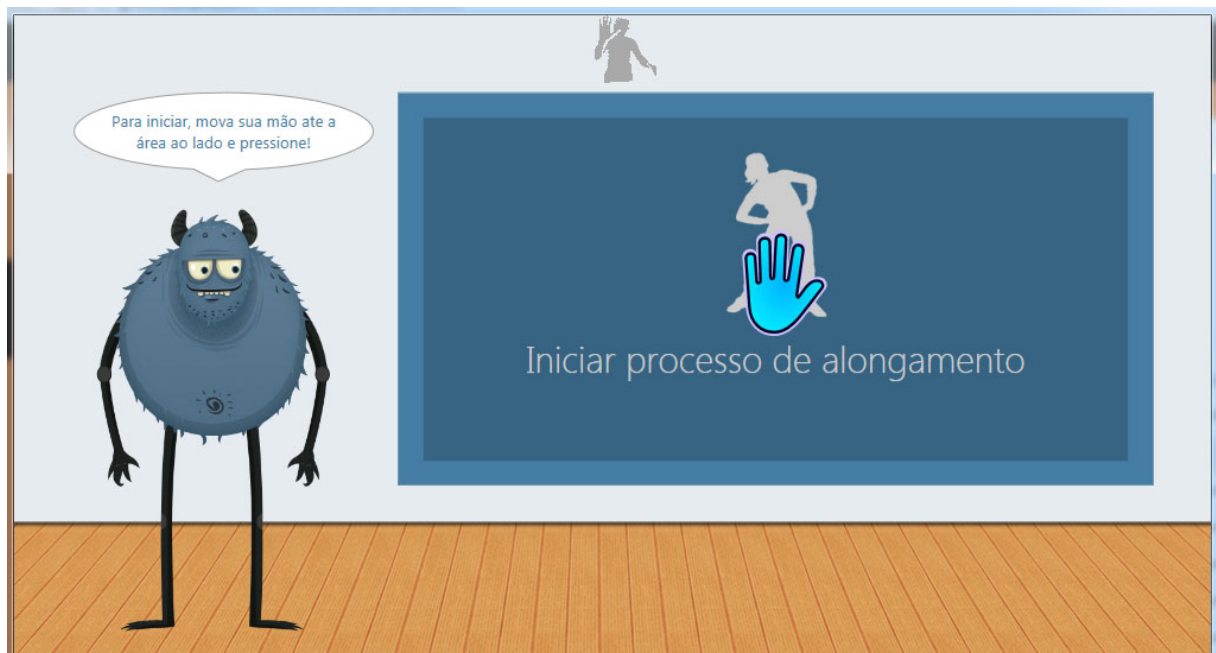 Para iniciar, mova sua mão ate a
área ao lado e pressione!
Iniciar processo de alongamento